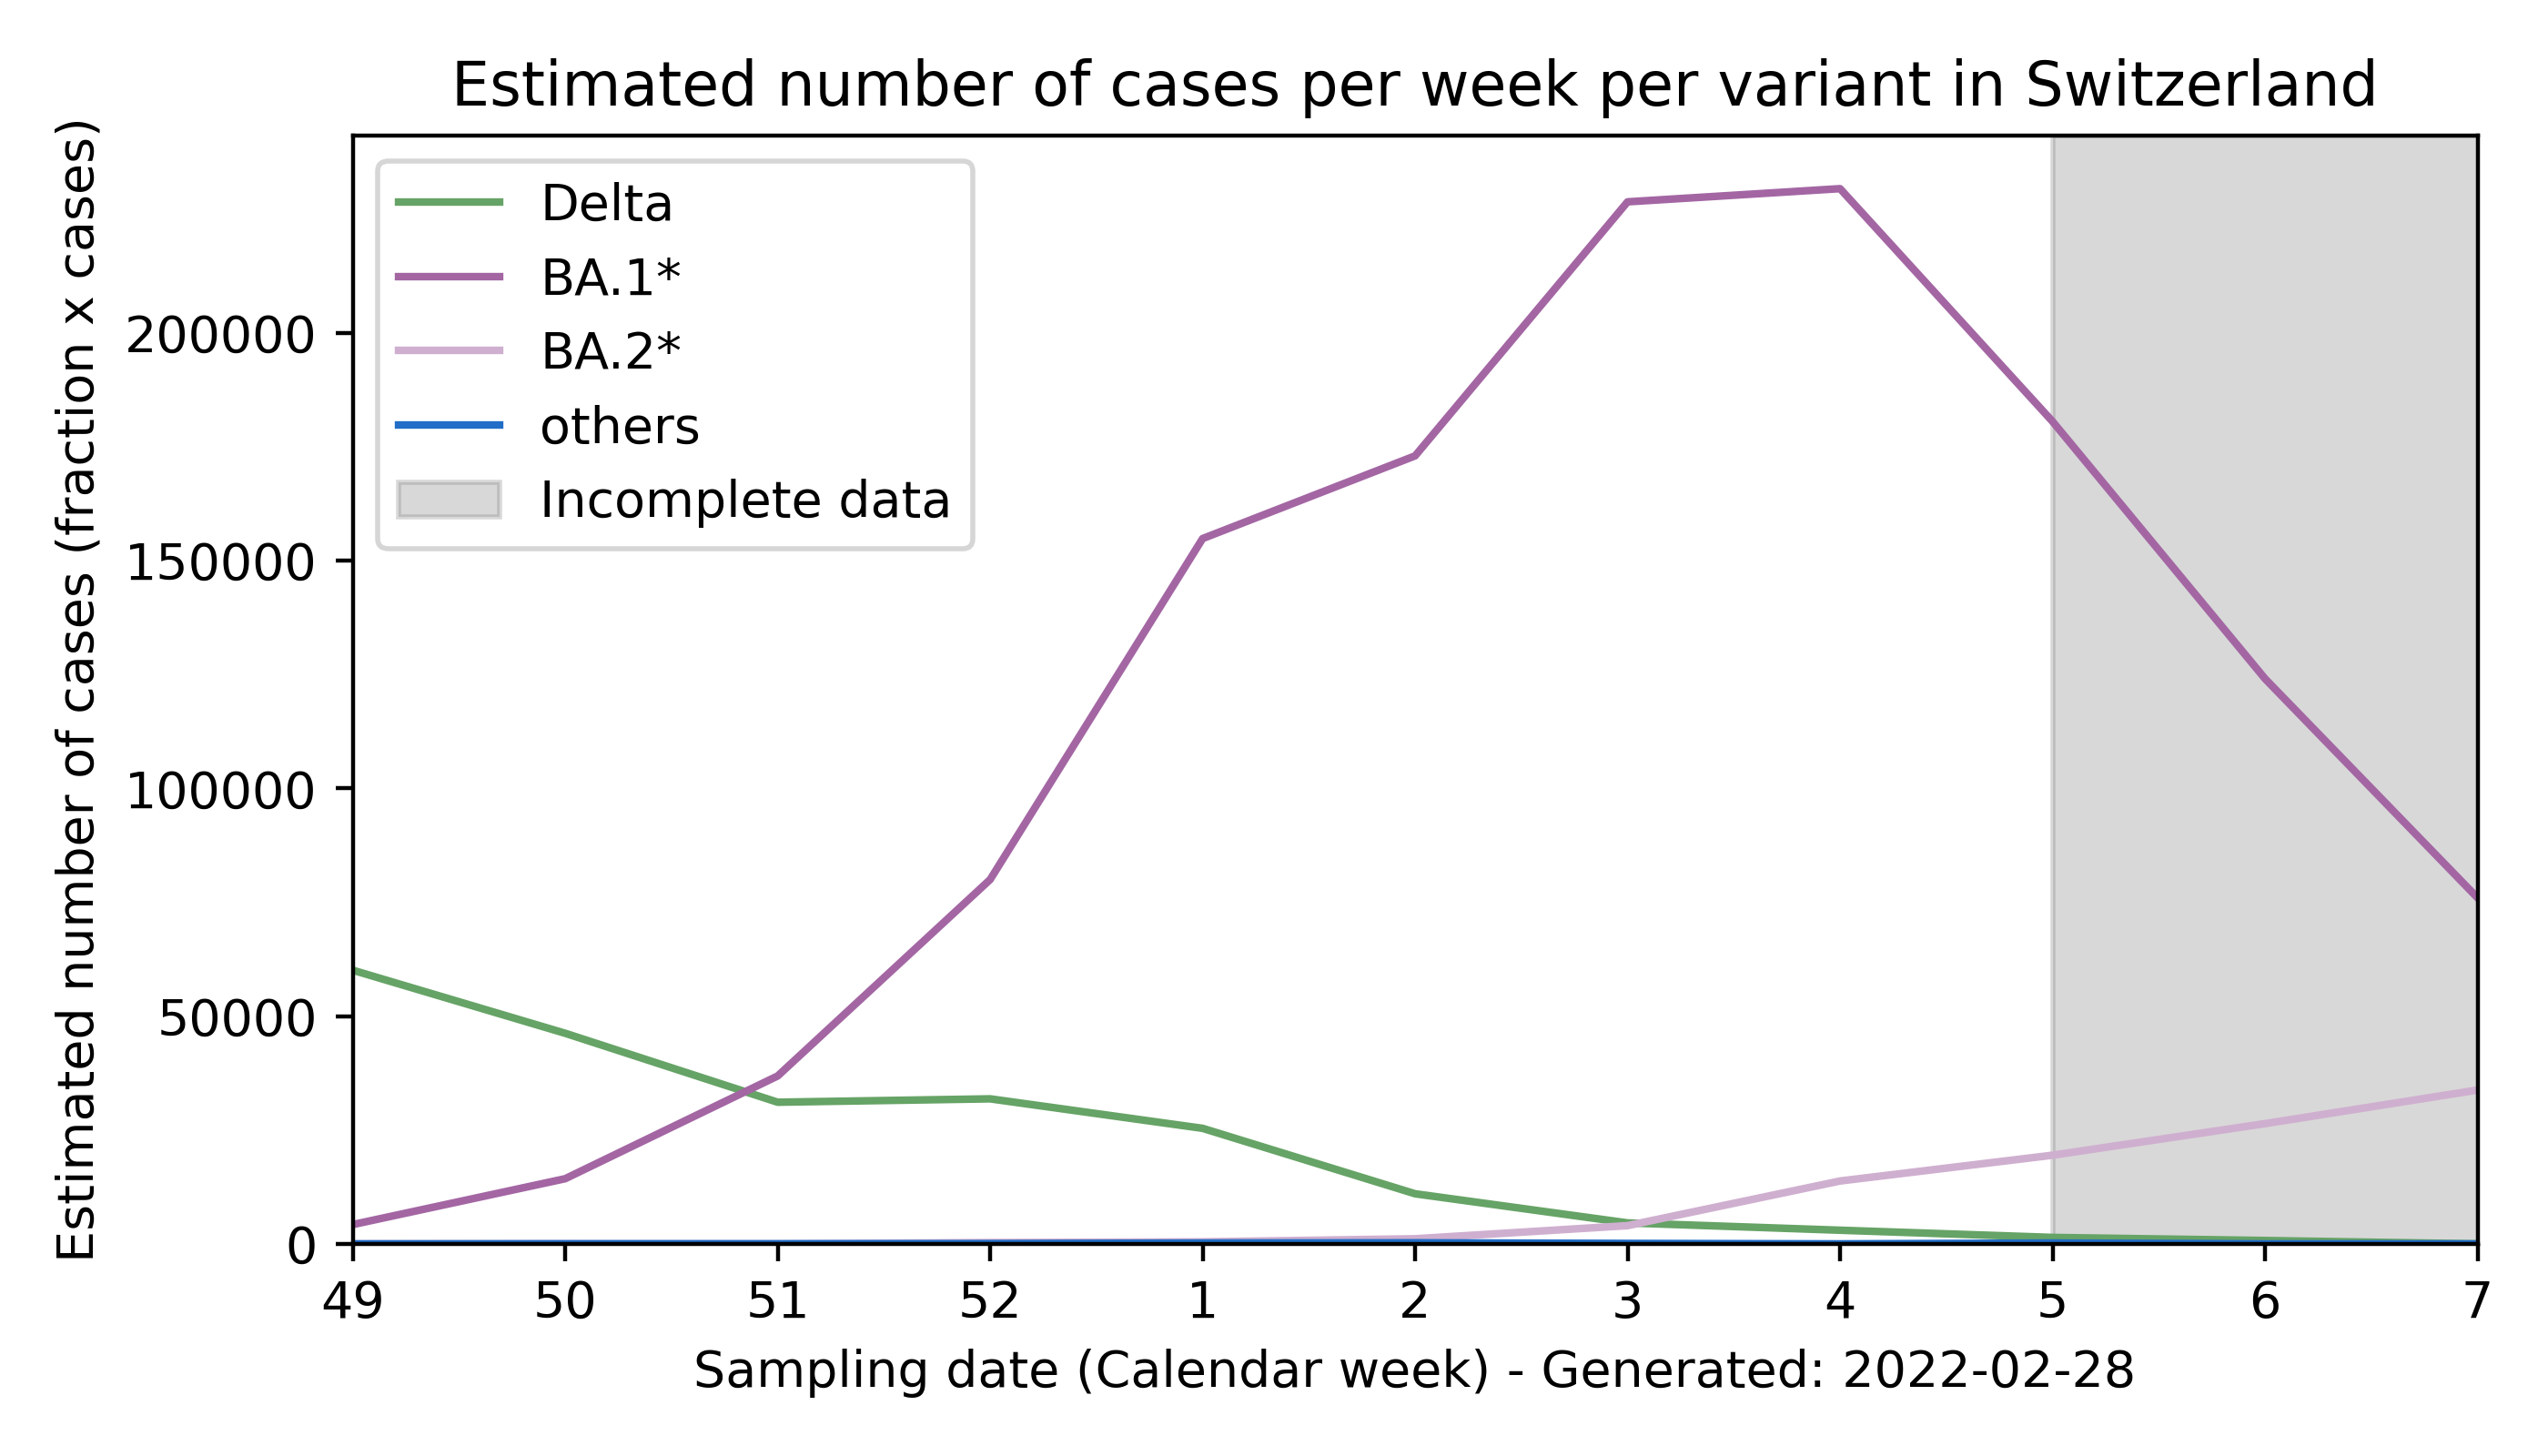 Estimated number of cases per week per variant in Switzerland
Estimated number of cases (fraction x cases)
Delta
BA.1*
BA.2*
others
Incomplete data
200000
150000
100000
50000
0
49 50 51 52 1 2 3 4 5 6 7
Sampling date (Calendar week) - Generated: 2022-02-28